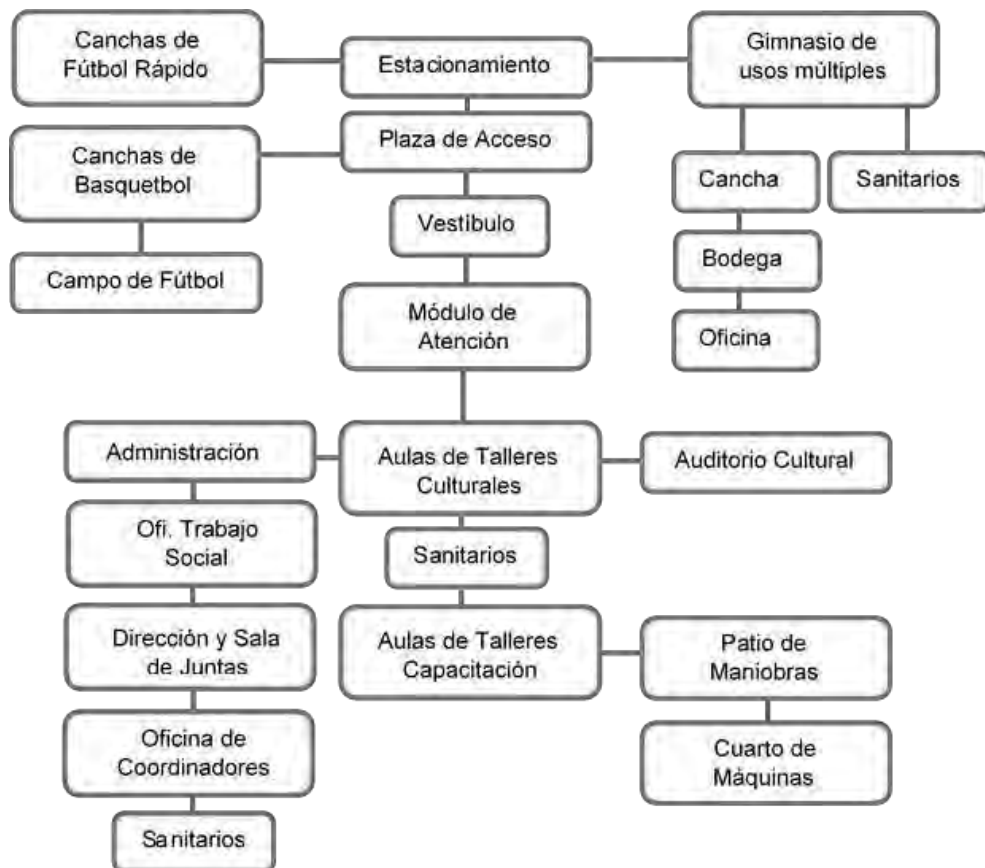 Canchas de
Fútbol Rápido
Estacionamiento
Gimnasio de
usos múltiples
Canchas de
Basquetbol
Plaza de Acceso
Cancha
Sanitarios
Vestíbulo
Campo de Fútbol
Bodega
Módulo de
Atención
Oficina
Administración
Aulas de Talleres
Culturales
Auditorio Cultural
Ofi. Trabajo
Social
Sanitarios
Dirección y Sala
de Juntas
Aulas de Talleres
Capacitación
Patio de
Maniobras
Oficina de
Coordinadores
Cuarto de
Máquinas
Sanitarios